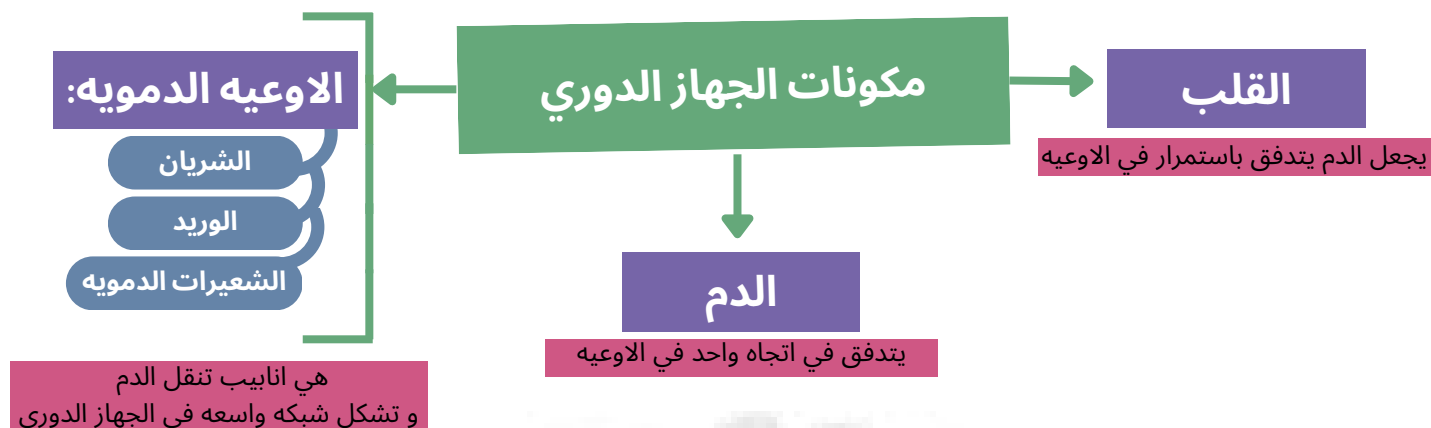 مكونات الجهاز الدوري
القلب
يجعل الدم يتدفق باستمرار في الاوعيه
الدم
يتدفق في اتجاه واحد في الاوعيه
الاوعيه الدمويه:
الشريان
الوريد
الشعيرات الدمويه
هي انابيب تنقل الدم
و تشكل شبكه واسعه في الجهاز الدوري